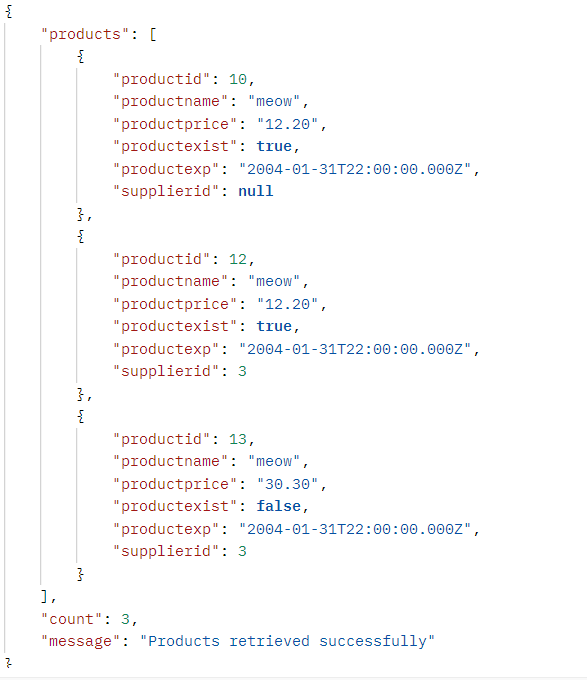 {
"products": [
{
"productid": 10,
"productname": "meow",
"productprice": "12.20",
"productexist": true,
"productexp": "2004-01-31T22:00:00.000Z",
"supplierid": null
},
{
"productid": 12,
"productname": "meow",
"productprice": "12.20",
"productexist": true,
"productexp": "2004-01-31T22:00:00.000Z",
"supplierid": 3
},
{
"productid": 13,
"productname": "meow",
"productprice": "30.30",
"productexist": false,
"productexp": "2004-01-31T22:00:00.000Z",
"supplierid": 3
}
],
"count": 3,
"message": "Products retrieved successfully"
}